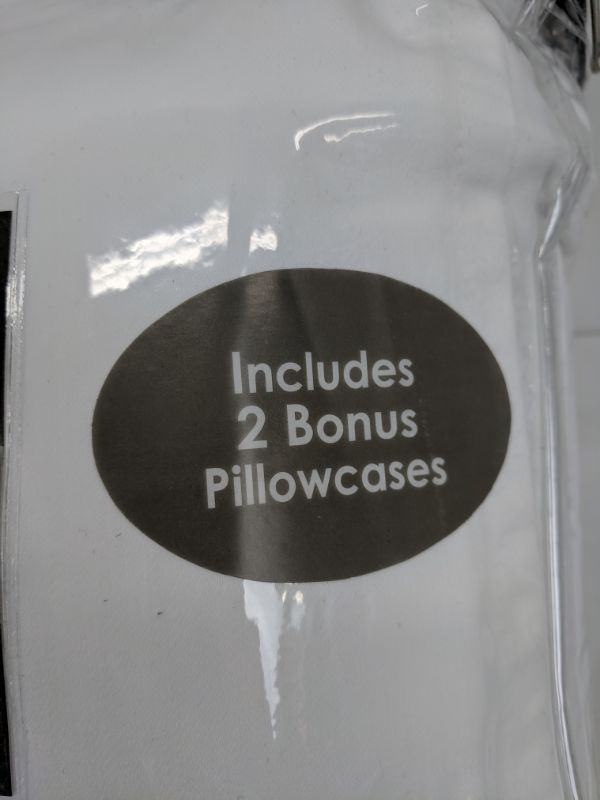 Includes
2 Bonus
Pillowcases